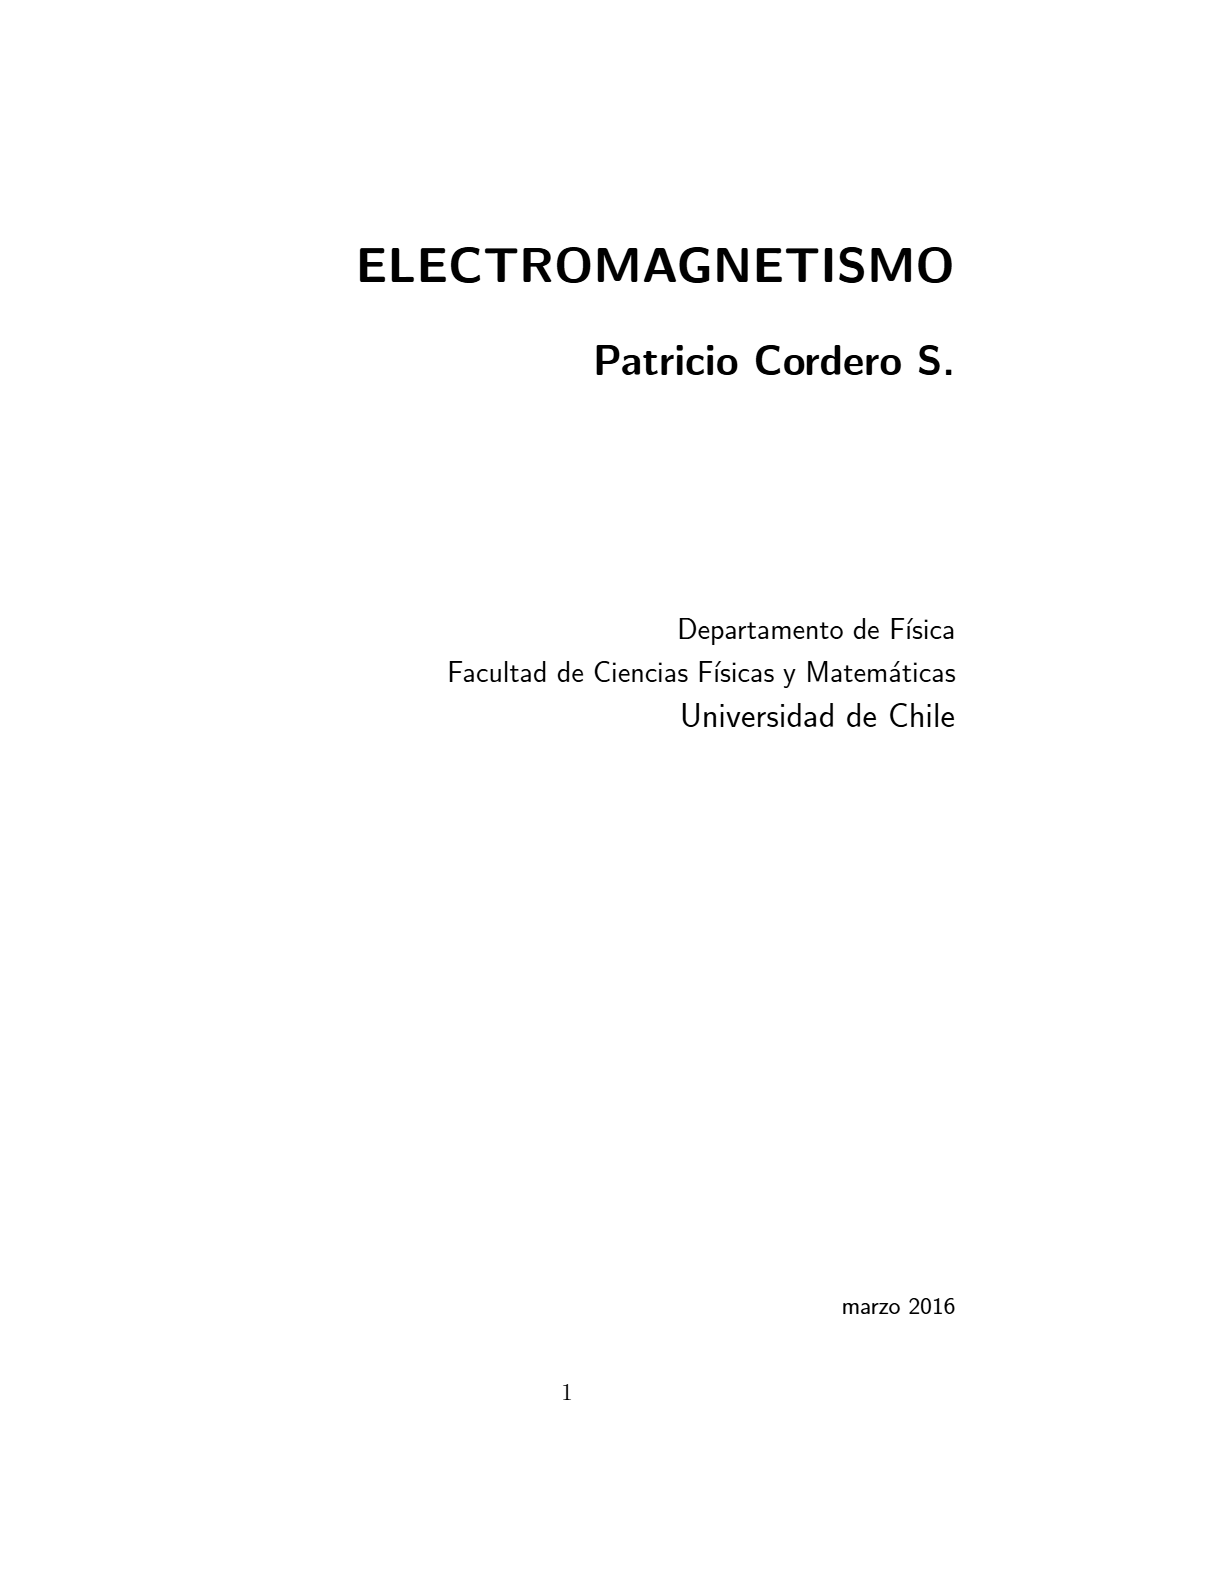 ELECTROMAGNETISMO
Patricio Cordero S.
Departamento de Física
Facultad de Ciencias Físicas y Matemáticas
Universidad de Chile
marzo 2016
1